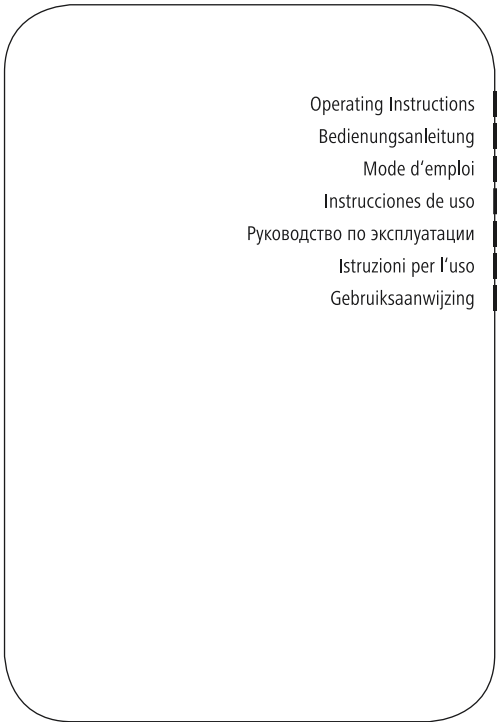 Operating Instructions
Bedienungsanleitung
Mode d‘emploi
Instrucciones de uso
Руководство по эксплуатации
Istruzioni per l‘uso
Gebruiksaanwijzing